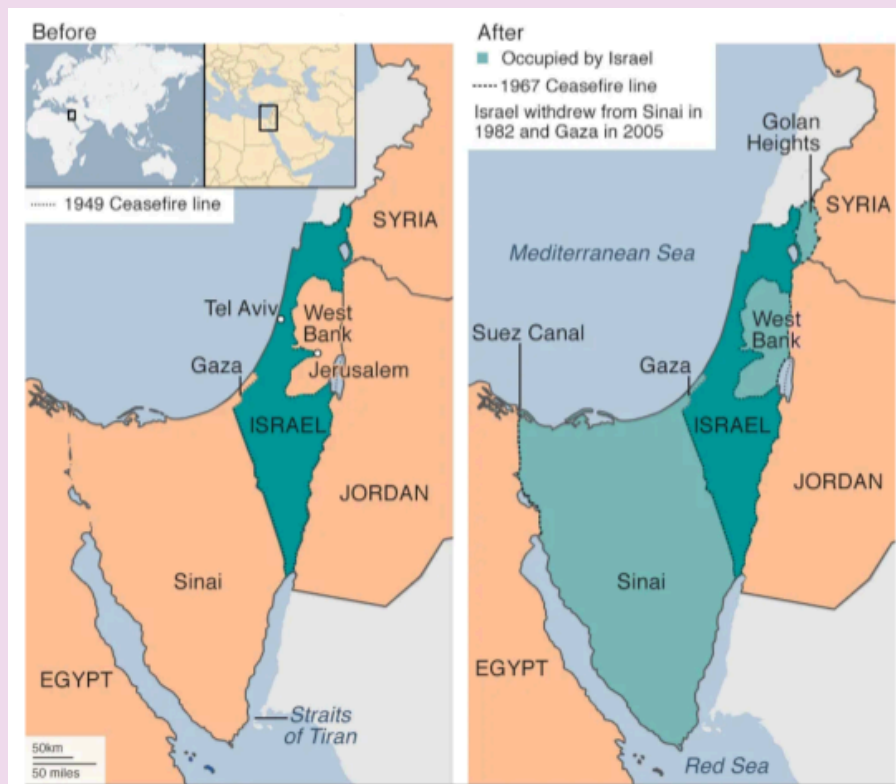 Before
1949 Ceasefire line
SYRIA
Tel Aviv
West
Bank
Gaza
Jerusalem
ISRAEL
JORDAN
Sinai
EGYPT
Straits
of Tiran
50km
50 miles
After
Occupied by Israel
1967 Ceasefire line
Israel withdrew from Sinai in
1982 and Gaza in 2005
Golan
Heights
SYRIA
Mediterranean Sea
Suez Canal
West
Bank
Gaza
ISRAEL
JORDAN
Sinai
EGYPT
Red Sea